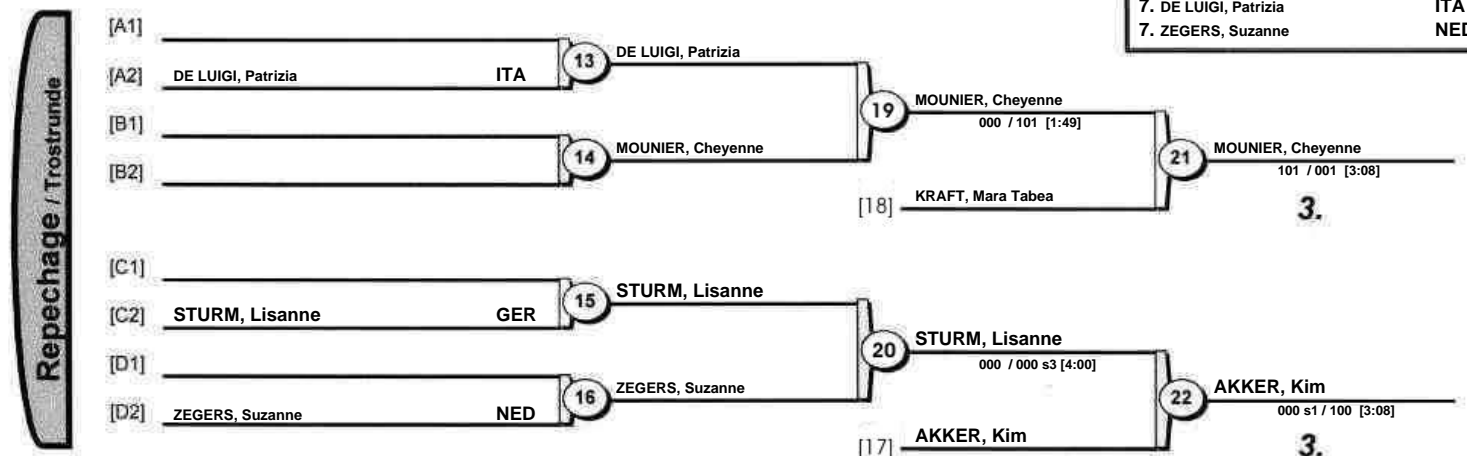 7. DE LUIGI, Patrizia ITA
7. ZEGERS, Suzanne NED
Repechage / Trostrunde
[A1]
[A2] DE LUIGI, Patrizia ITA
13 DE LUIGI, Patrizia
[B1]
[B2]
14 MOUNIER, Cheyenne
19 MOUNIER, Cheyenne
000 / 101 [1:49]
[18] KRAFT, Mara Tabea
21 MOUNIER, Cheyenne
101 / 001 [3:08]
3.
[C1]
[C2] STURM, Lisanne GER
15 STURM, Lisanne
[D1]
[D2] ZEGERS, Suzanne NED
16 ZEGERS, Suzanne
20 STURM, Lisanne
000 / 000 s3 [4:00]
[17] AKKER, Kim
22 AKKER, Kim
000 s1 / 100 [3:08]
3.